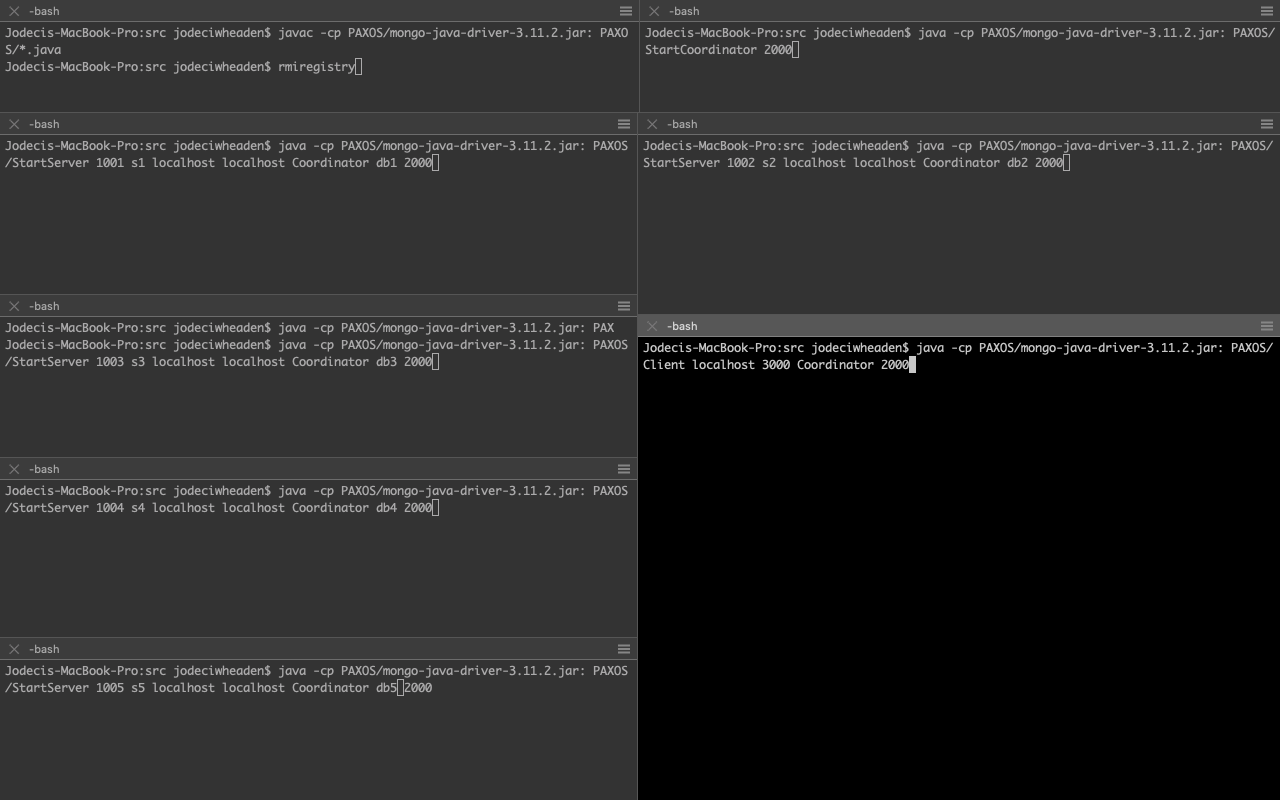 -bash
Jodecis-MacBook-Pro:src jodeciwheaden$ javac -cp PAXOS/mongo-java-driver-3.11.2.jar: PAXO
S/*.java
Jodecis-MacBook-Pro:src jodeciwheaden$ rmiregistry
-bash
Jodecis-MacBook-Pro:src jodeciwheaden$ java -cp PAXOS/mongo-java-driver-3.11.2.jar: PAXOS/
StartCoordinator 2000
-bash
Jodecis-MacBook-Pro:src jodeciwheaden$ java -cp PAXOS/mongo-java-driver-3.11.2.jar: PAXOS
/StartServer 1001 s1 localhost localhost Coordinator db1 2000
-bash
Jodecis-MacBook-Pro:src jodeciwheaden$ java -cp PAXOS/mongo-java-driver-3.11.2.jar: PAXOS/
StartServer 1002 s2 localhost localhost Coordinator db2 2000
-bash
Jodecis-MacBook-Pro:src jodeciwheaden$ java -cp PAXOS/mongo-java-driver-3.11.2.jar: PAX
Jodecis-MacBook-Pro:src jodeciwheaden$ java -cp PAXOS/mongo-java-driver-3.11.2.jar: PAXOS
/StartServer 1003 s3 localhost localhost Coordinator db3 2000
-bash
Jodecis-MacBook-Pro:src jodeciwheaden$ java -cp PAXOS/mongo-java-driver-3.11.2.jar: PAXOS/
Client localhost 3000 Coordinator 2000
-bash
Jodecis-MacBook-Pro:src jodeciwheaden$ java -cp PAXOS/mongo-java-driver-3.11.2.jar: PAXOS
/StartServer 1004 s4 localhost localhost Coordinator db4 2000
-bash
Jodecis-MacBook-Pro:src jodeciwheaden$ java -cp PAXOS/mongo-java-driver-3.11.2.jar: PAXOS
/StartServer 1005 s5 localhost localhost Coordinator db5 2000